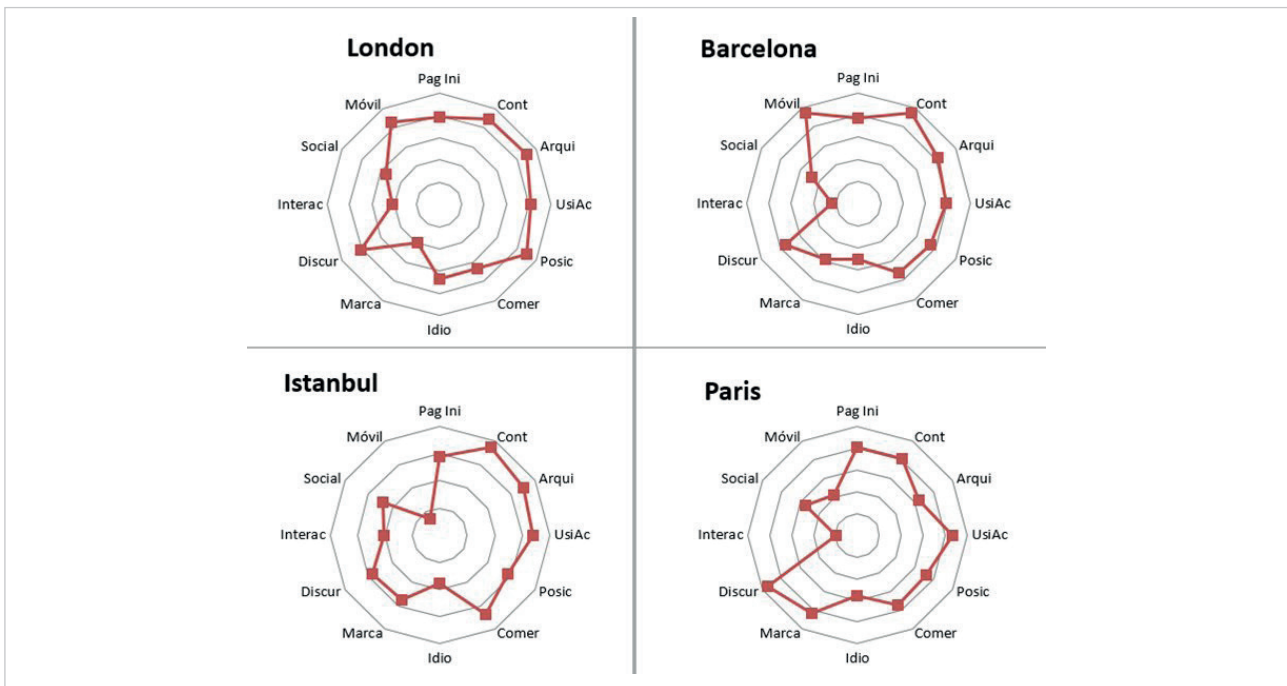 London
Pag Ini
Móvil
Cont
Social
Arqui
Interac
UsiAc
Discur
Posic
Marca
Comer
Idio
Barcelona
Pag Ini
Móvil
Cont
Social
Arqui
Interac
UsiAc
Discur
Posic
Marca
Comer
Idio
Istanbul
Pag Ini
Móvil
Cont
Social
Arqui
Interac
UsiAc
Discur
Posic
Marca
Comer
Idio
Paris
Pag Ini
Móvil
Cont
Social
Arqui
Interac
UsiAc
Discur
Posic
Marca
Comer
Idio